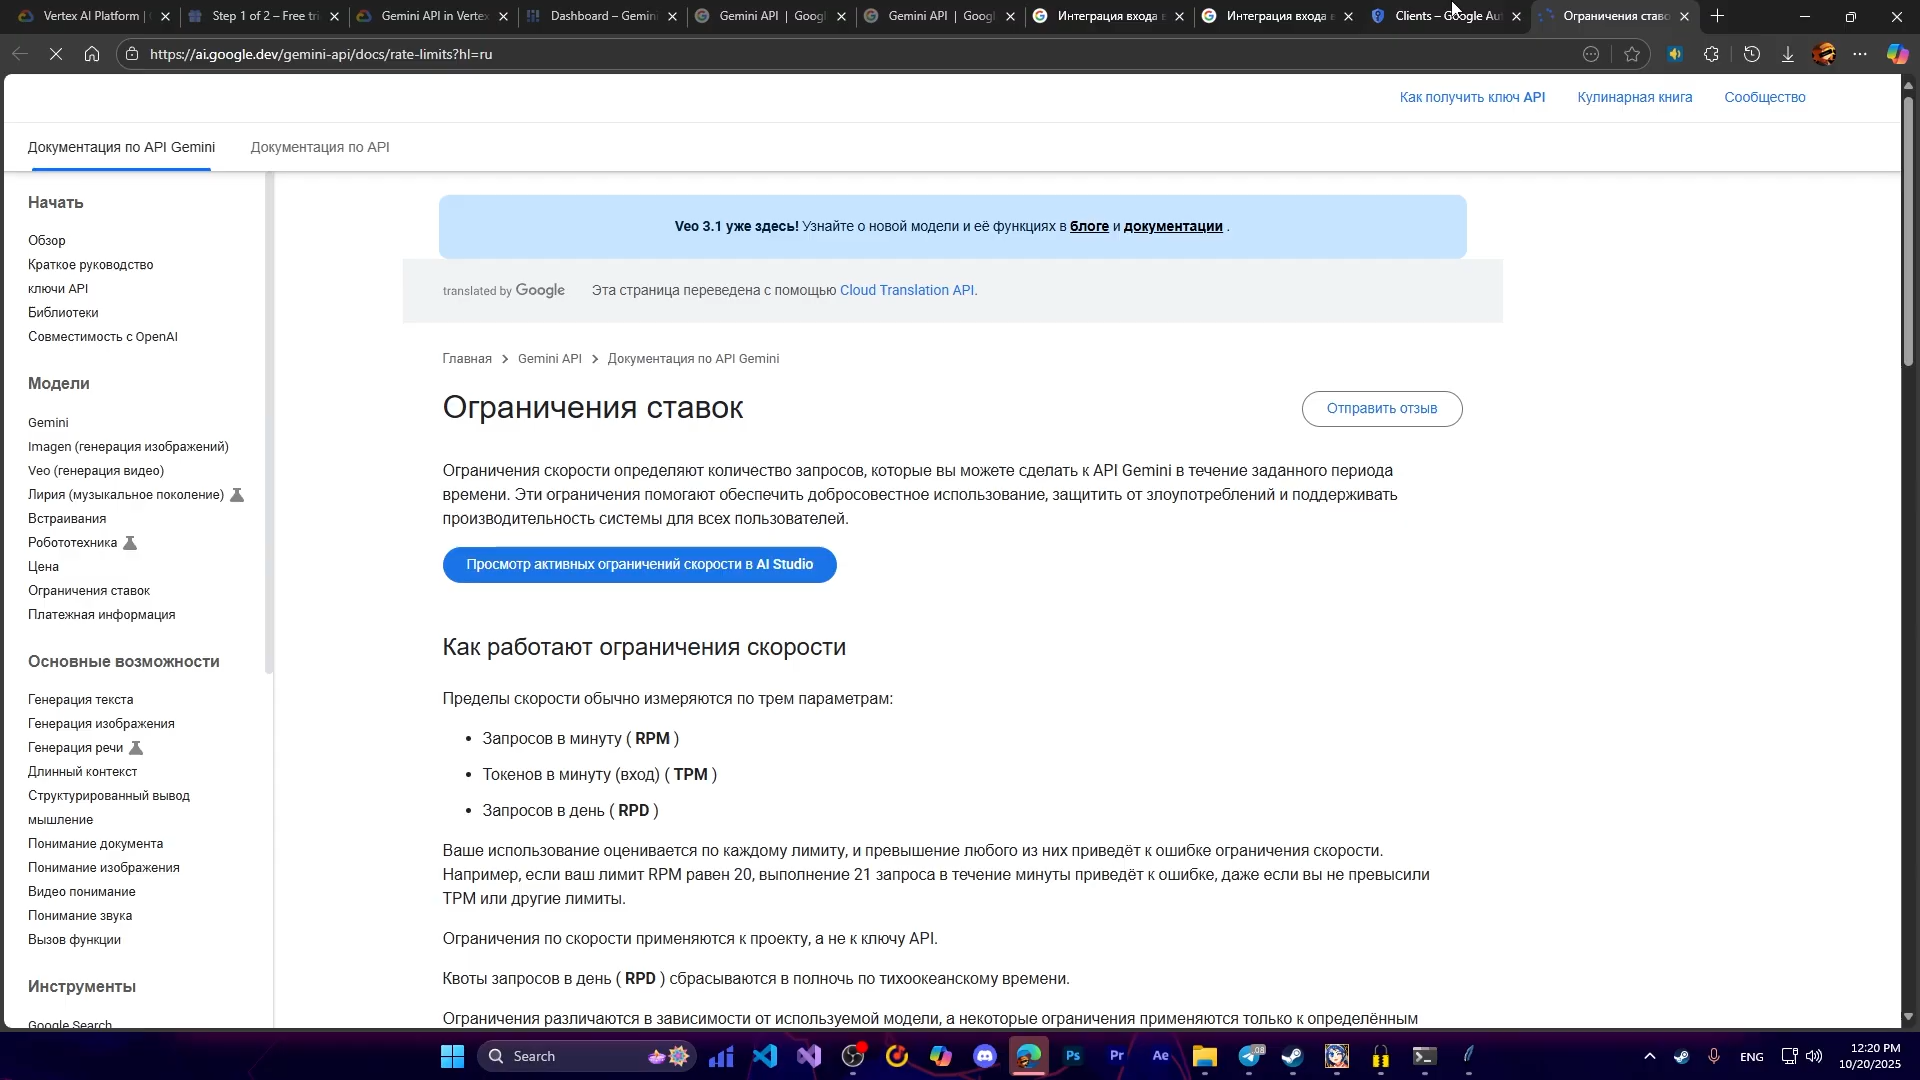 Vertex AI Platform |
Step 1 of 2 – Free tri
Gemini API in Vertex
Dashboard – Gemini
Gemini API | Googl
Gemini API | Googl
Интеграция входа в
Интеграция входа в
Clients – Google Aut
Ограничения ставо
https://ai.google.dev/gemini-api/docs/rate-limits?hl=ru
Как получить ключ API
Кулинарная книга
Сообщество
Документация по API Gemini
Документация по API
Начать
Обзор
Краткое руководство
ключи API
Библиотеки
Совместимость с OpenAI
Модели
Gemini
Imagen (генерация изображений)
Veo (генерация видео)
Лирия (музыкальное поколение)
Встраивания
Робототехника
Цена
Ограничения ставок
Платежная информация
Основные возможности
Генерация текста
Генерация изображения
Генерация речи
Длинный контекст
Структурированный вывод
мышление
Понимание документа
Понимание изображения
Видео понимание
Понимание звука
Вызов функции
Инструменты
Google Search
Veo 3.1 уже здесь! Узнайте о новой модели и её функциях в блоге и документации .
translated by Google
Эта страница переведена с помощью Cloud Translation API.
Главная > Gemini API > Документация по API Gemini
Ограничения ставок
Отправить отзыв
Ограничения скорости определяют количество запросов, которые вы можете сделать к API Gemini в течение заданного периода
времени. Эти ограничения помогают обеспечить добросовестное использование, защитить от злоупотреблений и поддерживать
производительность системы для всех пользователей.
Просмотр активных ограничений скорости в AI Studio
Как работают ограничения скорости
Пределы скорости обычно измеряются по трем параметрам:
• Запросов в минуту ( RPM )
• Токенов в минуту (вход) ( TPM )
• Запросов в день ( RPD )
Ваше использование оценивается по каждому лимиту, и превышение любого из них приведёт к ошибке ограничения скорости.
Например, если ваш лимит RPM равен 20, выполнение 21 запроса в течение минуты приведёт к ошибке, даже если вы не превысили
TPM или другие лимиты.
Ограничения по скорости применяются к проекту, а не к ключу API.
Квоты запросов в день ( RPD ) сбрасываются в полночь по тихоокеанскому времени.
Ограничения различаются в зависимости от используемой модели, а некоторые ограничения применяются только к определённым
Search
Ps
Pr
Ae
ENG
12:20 PM
10/20/2025